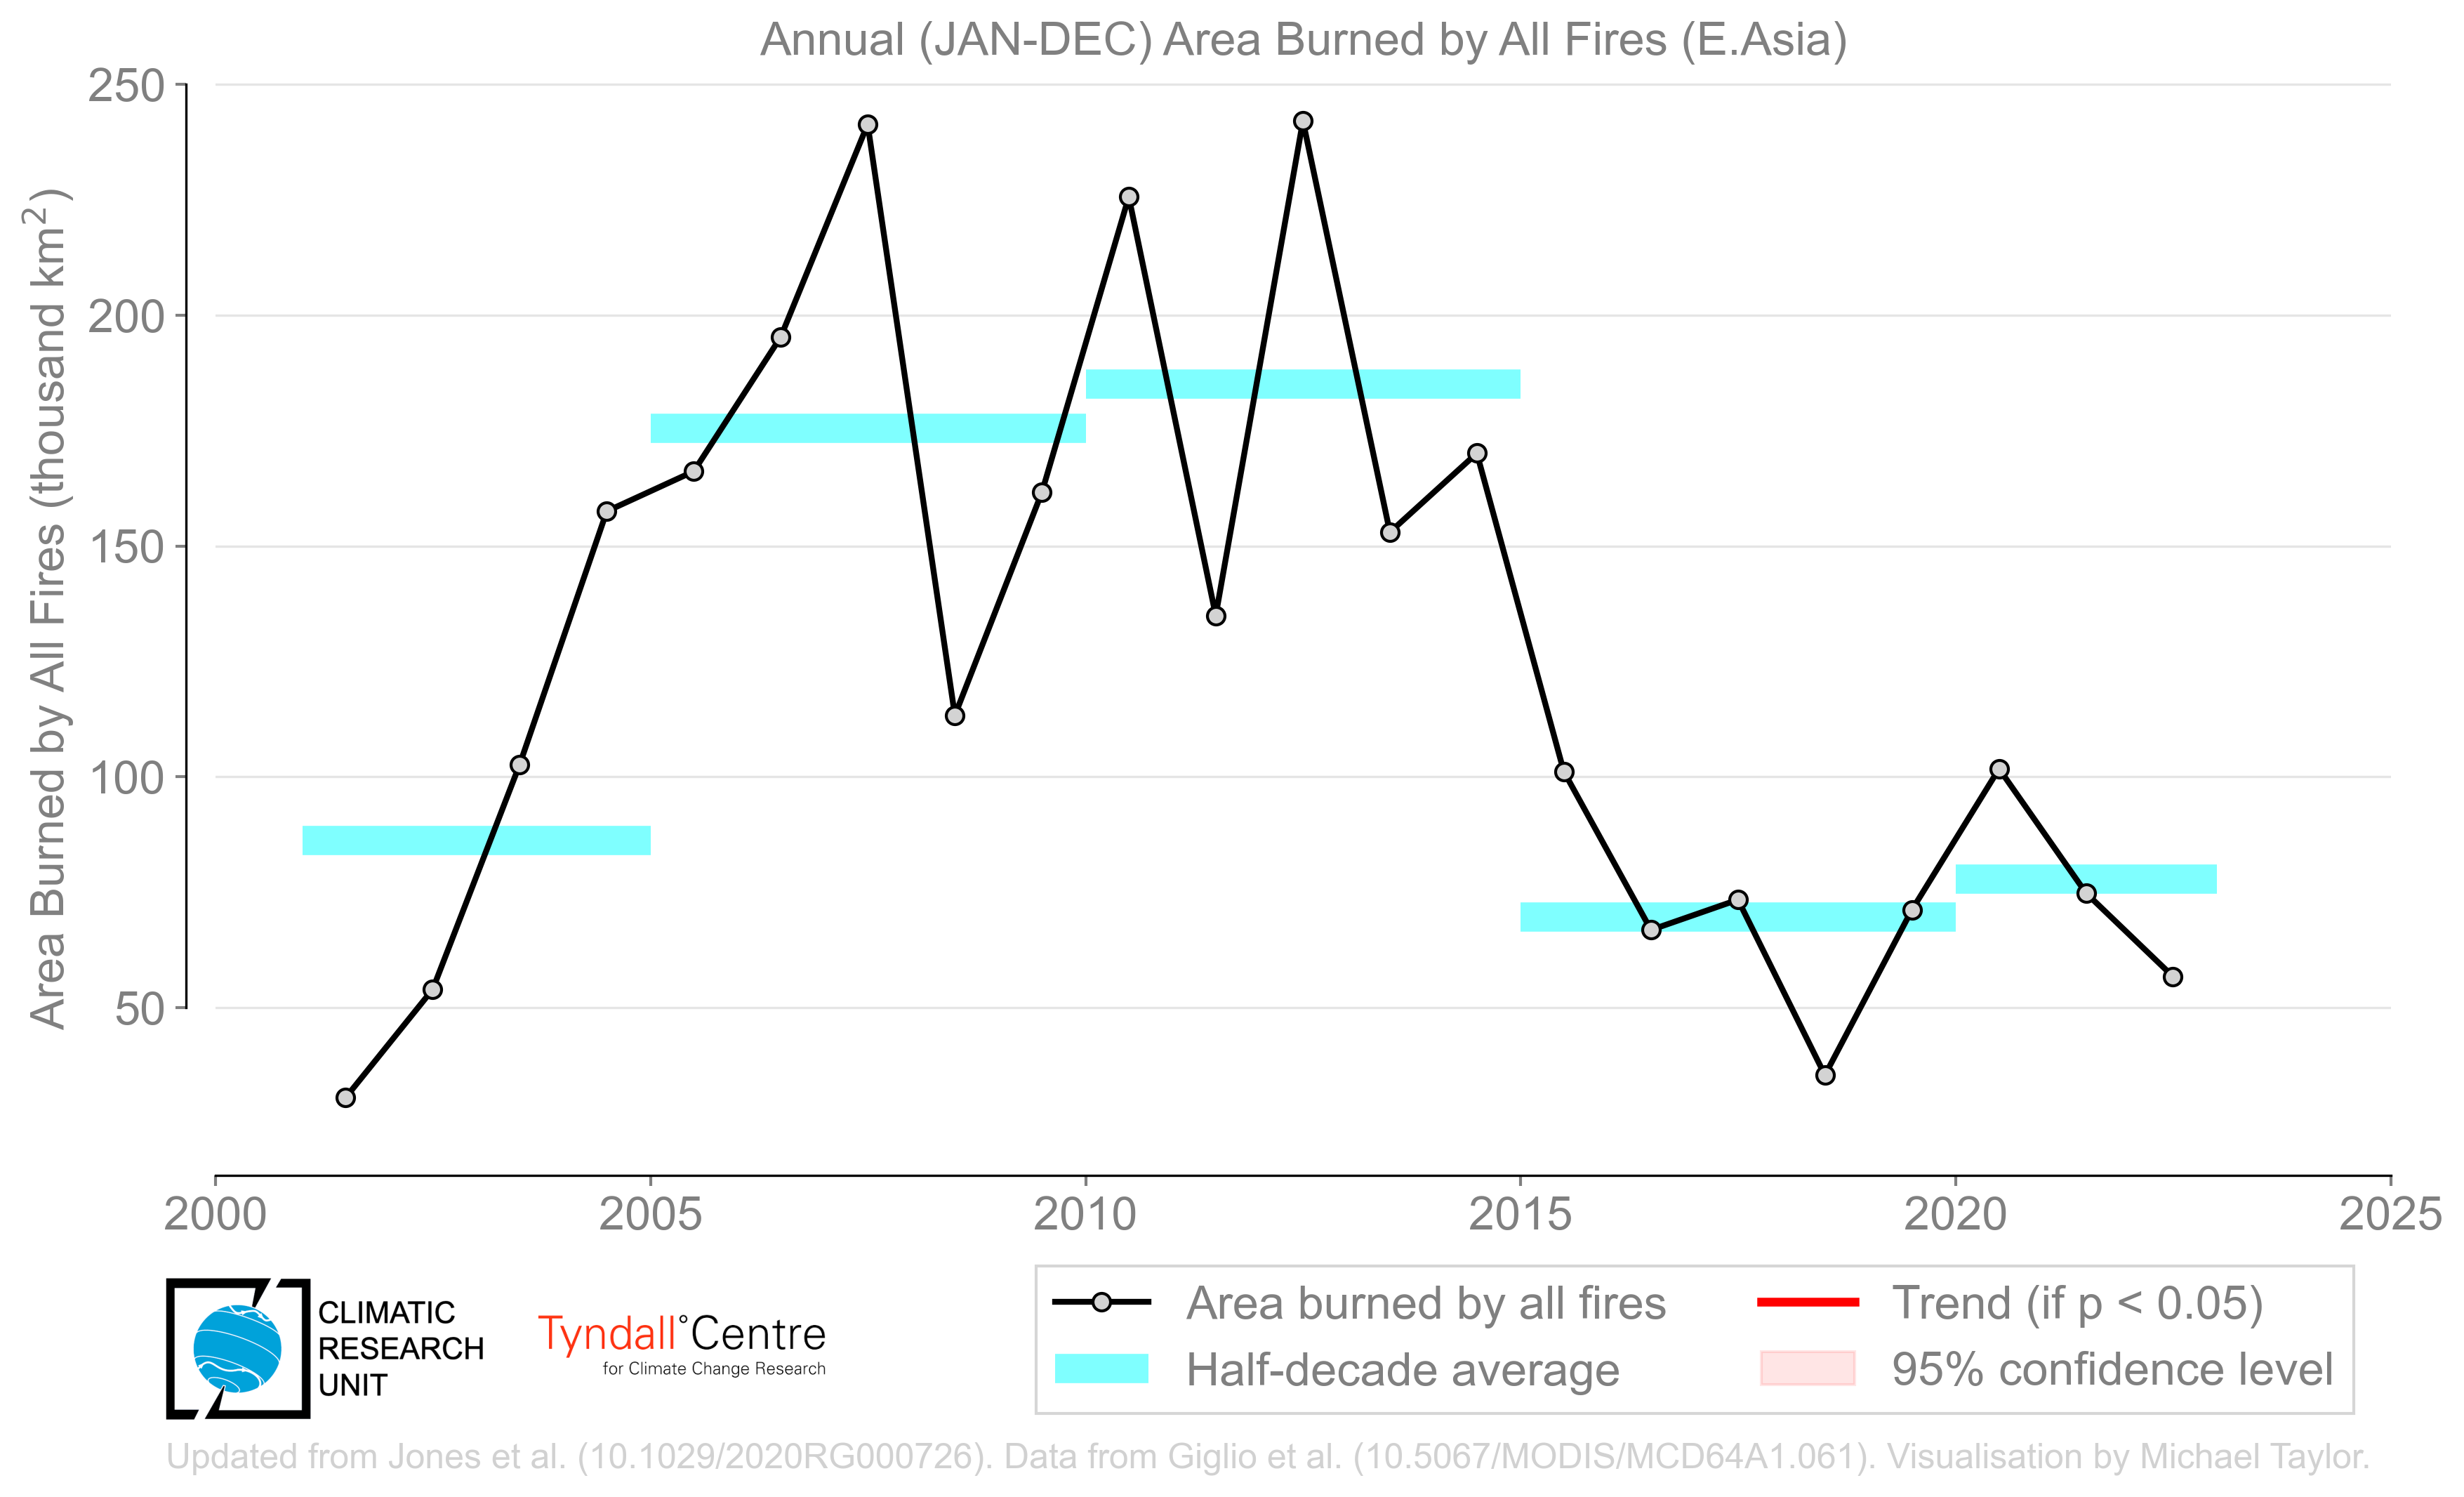 Annual (JAN-DEC) Area Burned by All Fires (E.Asia)
Area Burned by All Fires (thousand km²)
250
200
150
100
50
2000 2005 2010 2015 2020 2025
CLIMATIC
RESEARCH
UNIT
Tyndall°Centre
for Climate Change Research
Area burned by all fires
Half-decade average
Trend (if p < 0.05)
95% confidence level
Updated from Jones et al. (10.1029/2020RG000726). Data from Giglio et al. (10.5067/MODIS/MCD64A1.061). Visualisation by Michael Taylor.